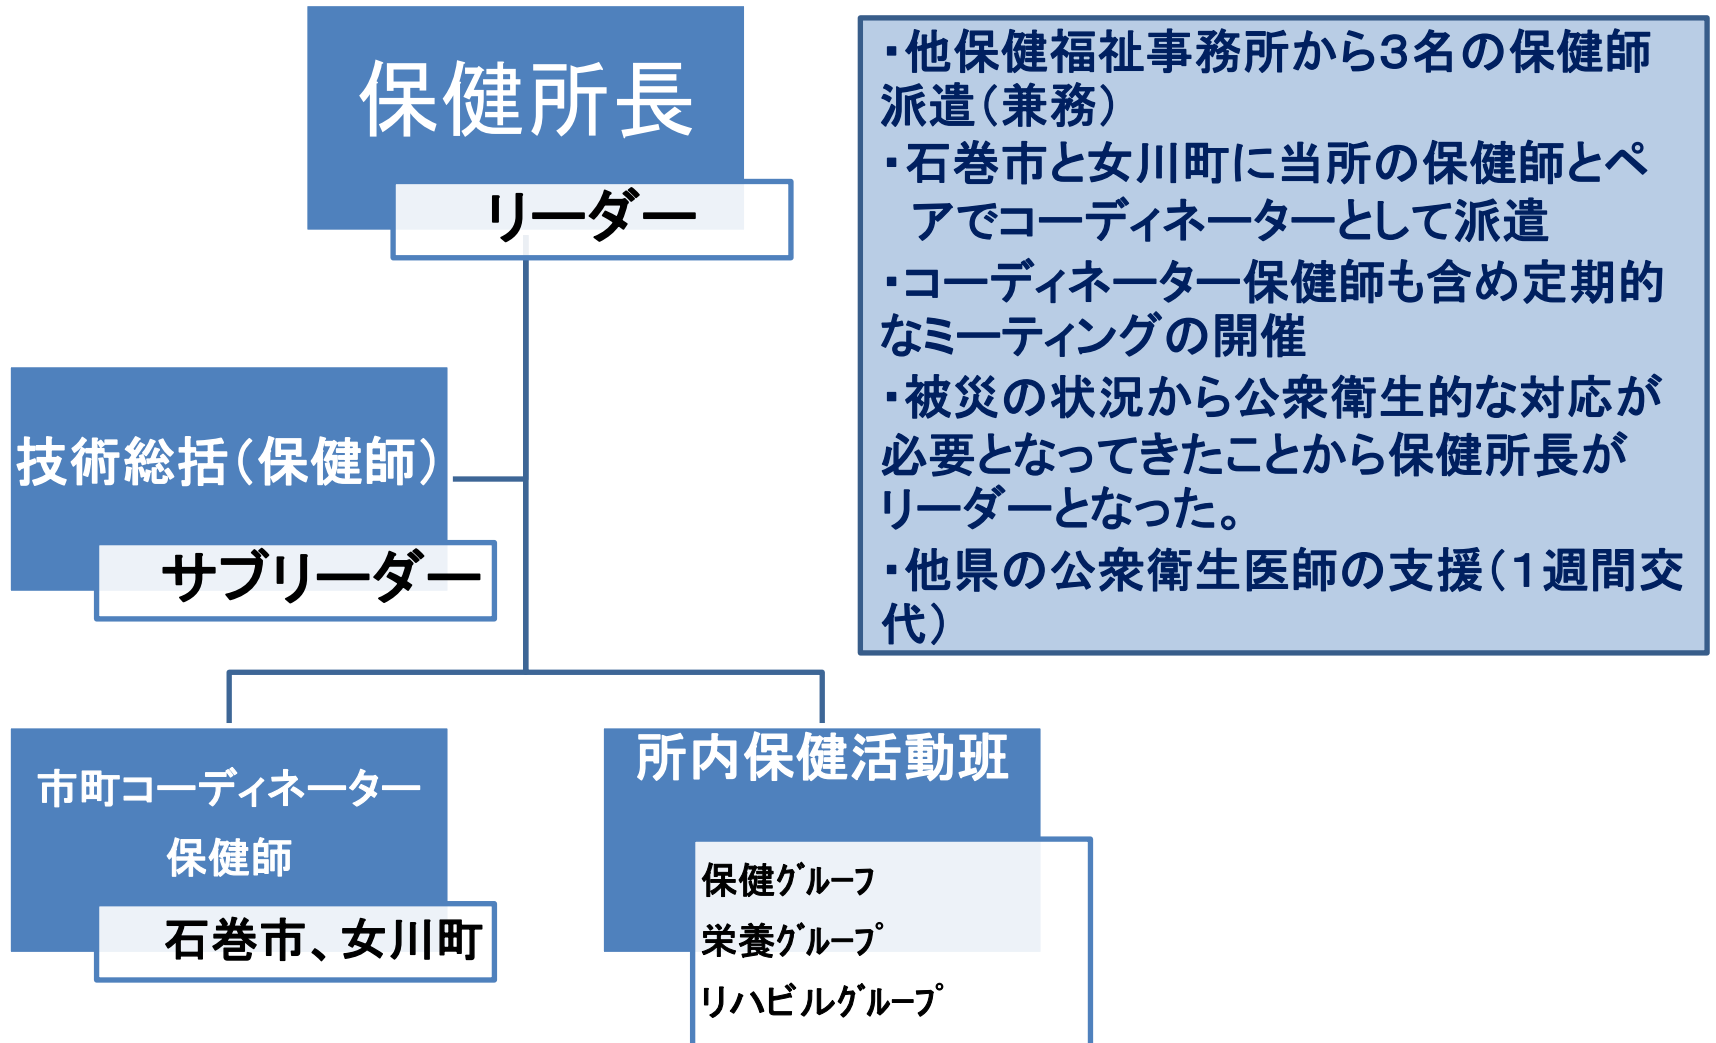 保健所長
リーダー
技術総括（保健師）
サブリーダー
市町コーディネーター
保健師
石巻市、女川町
所内保健活動班
保健ｸﾞﾙｰﾌ
栄養ｸﾞﾙｰﾌﾟ
リハビルｸﾞﾙｰﾌﾟ
・他保健福祉事務所から３名の保健師
派遣（兼務）
・石巻市と女川町に当所の保健師とペ
アでコーディネーターとして派遣
・コーディネーター保健師も含め定期的
なミーティングの開催
・被災の状況から公衆衛生的な対応が
必要となってきたことから保健所長が
リーダーとなった。
・他県の公衆衛生医師の支援（１週間交
代）